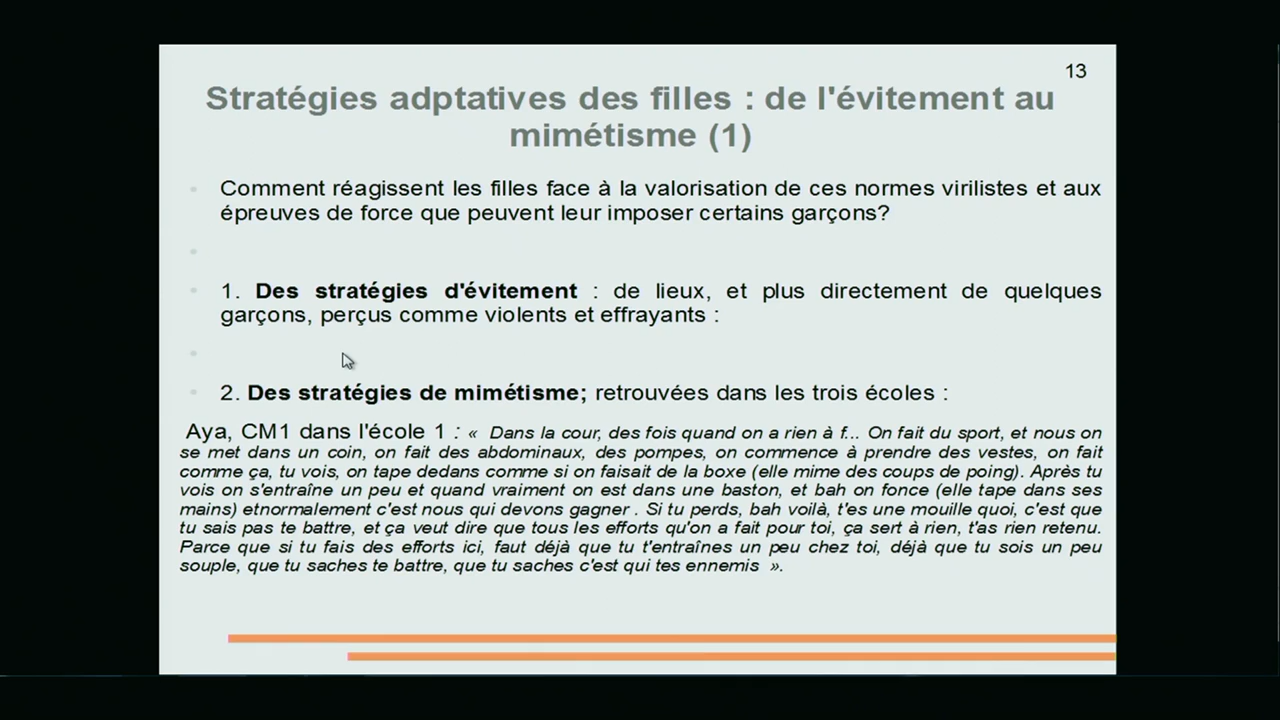 13
Stratégies adptatives des filles : de l'évitement au
mimétisme (1)
Comment réagissent les filles face à la valorisation de ces normes virilistes et aux
épreuves de force que peuvent leur imposer certains garçons?
1. Des stratégies d'évitement : de lieux, et plus directement de quelques
garçons, perçus comme violents et effrayants :
2. Des stratégies de mimétisme; retrouvées dans les trois écoles :
Aya, CM1 dans l'école 1 : « Dans la cour, des fois quand on a rien à f... On fait du sport, et nous on
se met dans un coin, on fait des abdominaux, des pompes, on commence à prendre des vestes, on fait
comme ça, tu vois, on tape dedans comme si on faisait de la boxe (elle mime des coups de poing). Après tu
vois on s'entraîne un peu et quand vraiment on est dans une baston, et bah on fonce (elle tape dans ses
mains) etnormalement c'est nous qui devons gagner . Si tu perds, bah voilà, t'es une mouille quoi, c'est que
tu sais pas te battre, et ça veut dire que tous les efforts qu'on a fait pour toi, ça sert à rien, t'as rien retenu.
Parce que si tu fais des efforts ici, faut déjà que tu t'entraînes un peu chez toi, déjà que tu sois un peu
souple, que tu saches te battre, que tu saches c'est qui tes ennemis ».